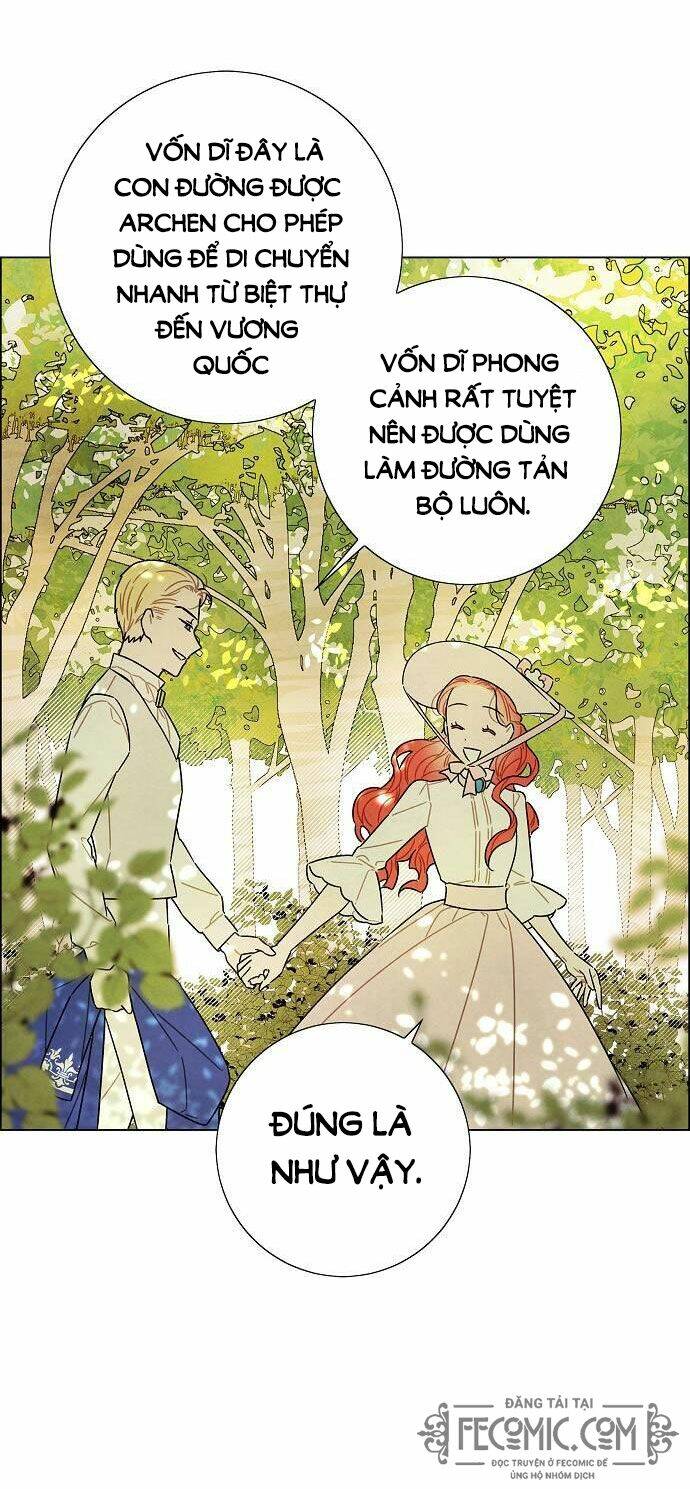 VỐN DĨ ĐÂY LÀ
CON ĐƯỜNG ĐƯỢC
ARCHEN CHO PHÉP
DÙNG ĐỂ DI CHUYỂN
NHANH TỪ BIỆT THỰ
ĐẾN VƯƠNG
QUỐC
VỐN DĨ PHONG
CẢNH RẤT TUYỆT
NÊN ĐƯỢC DÙNG
LÀM ĐƯỜNG TẢN
BỘ LUÔN.
ĐÚNG LÀ
NHƯ VẬY.
ĐĂNG TẢI TẠI
FECOMIC.COM
ĐỌC TRUYỆN Ở FECOMIC ĐỂ
ỦNG HỘ NHÓM DỊCH